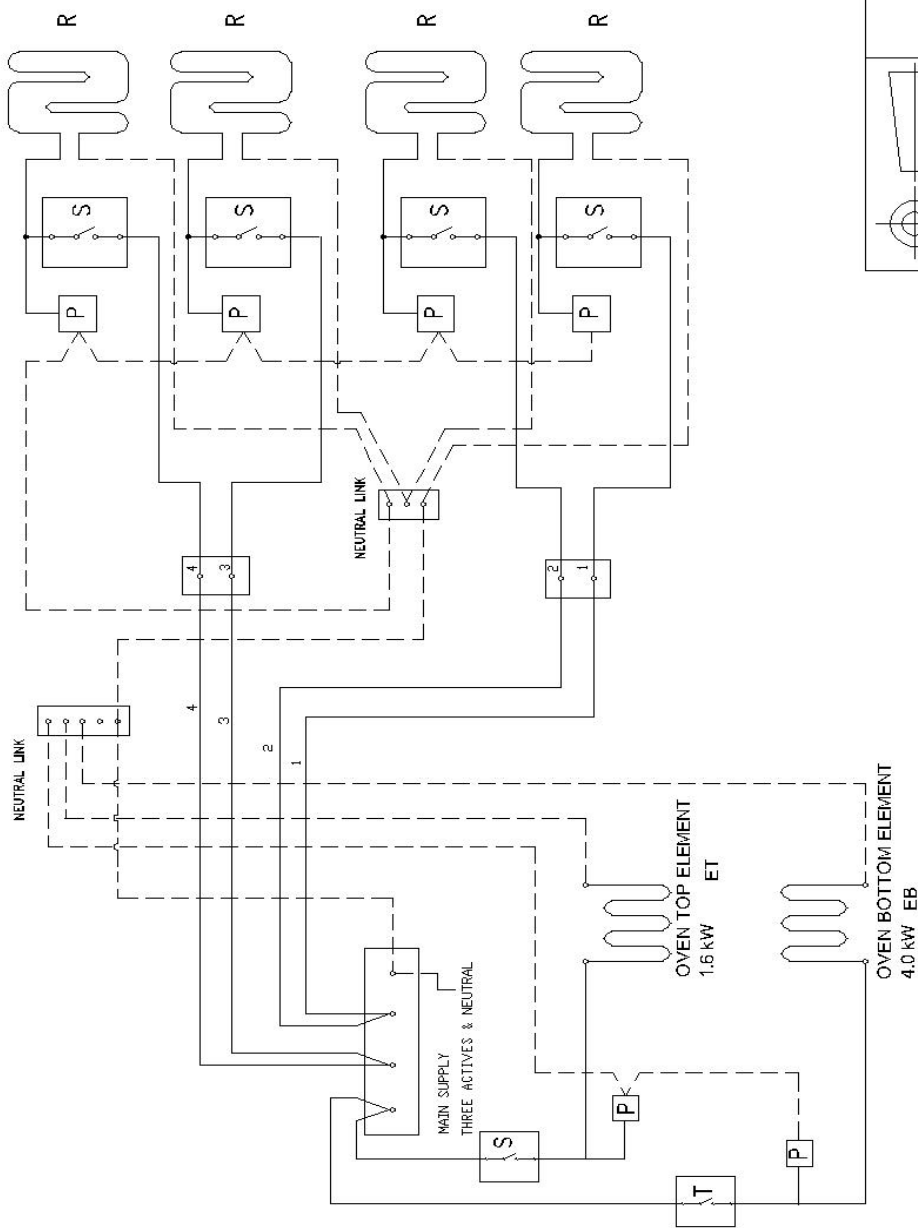 R
R
R
R
S
S
S
S
P
P
P
P
NEUTRAL LINK
4
3
2
1
NEUTRAL LINK
4
3
2
1
MAIN SUPPLY
THREE ACTIVES & NEUTRAL
S
P
T
P
OVEN TOP ELEMENT
1.6 kW ET
OVEN BOTTOM ELEMENT
4.0 kW EB